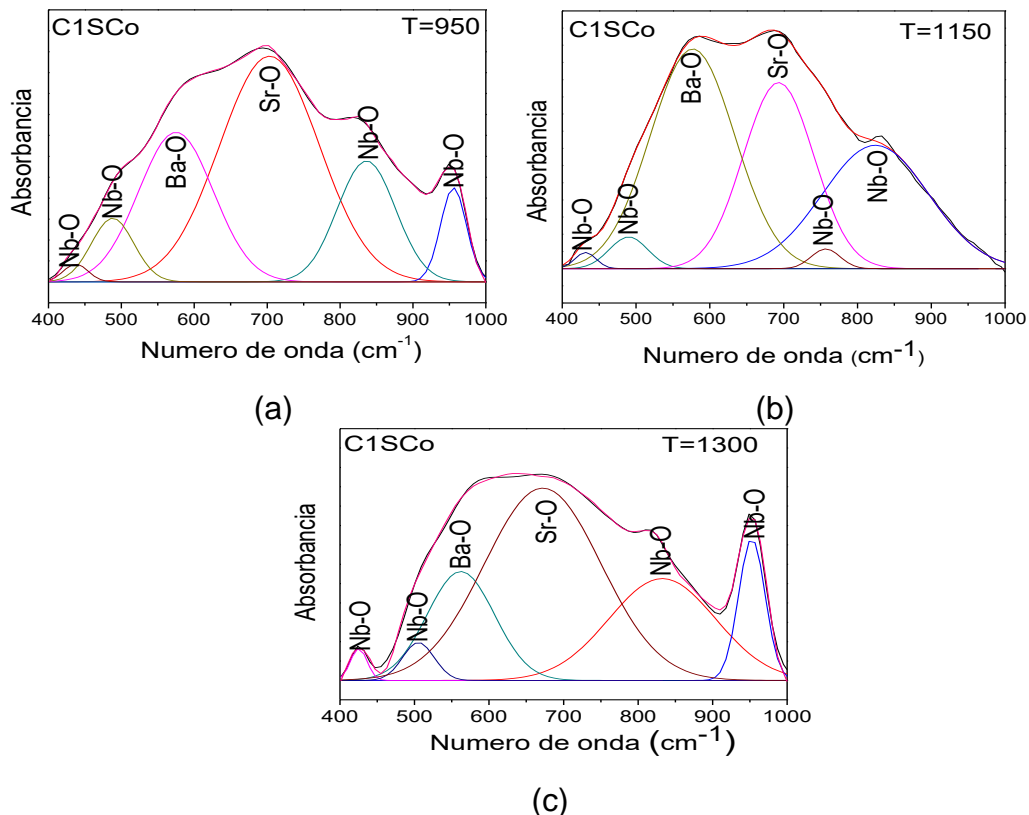 C1SCo T=950
Absorbancia
Nb-O
Nb-O
Ba-O
Sr-O
Nb-O
Nb-O
400 500 600 700 800 900 1000
Numero de onda (cm-1)
(a)
C1SCo T=1150
Absorbancia
Nb-O
Nb-O
Ba-O
Sr-O
Nb-O
Nb-O
400 500 600 700 800 900 1000
Numero de onda (cm-1)
(b)
C1SCo T=1300
Absorbancia
Nb-O
Nb-O
Ba-O
Sr-O
Nb-O
Nb-O
400 500 600 700 800 900 1000
Numero de onda (cm-1)
(c)